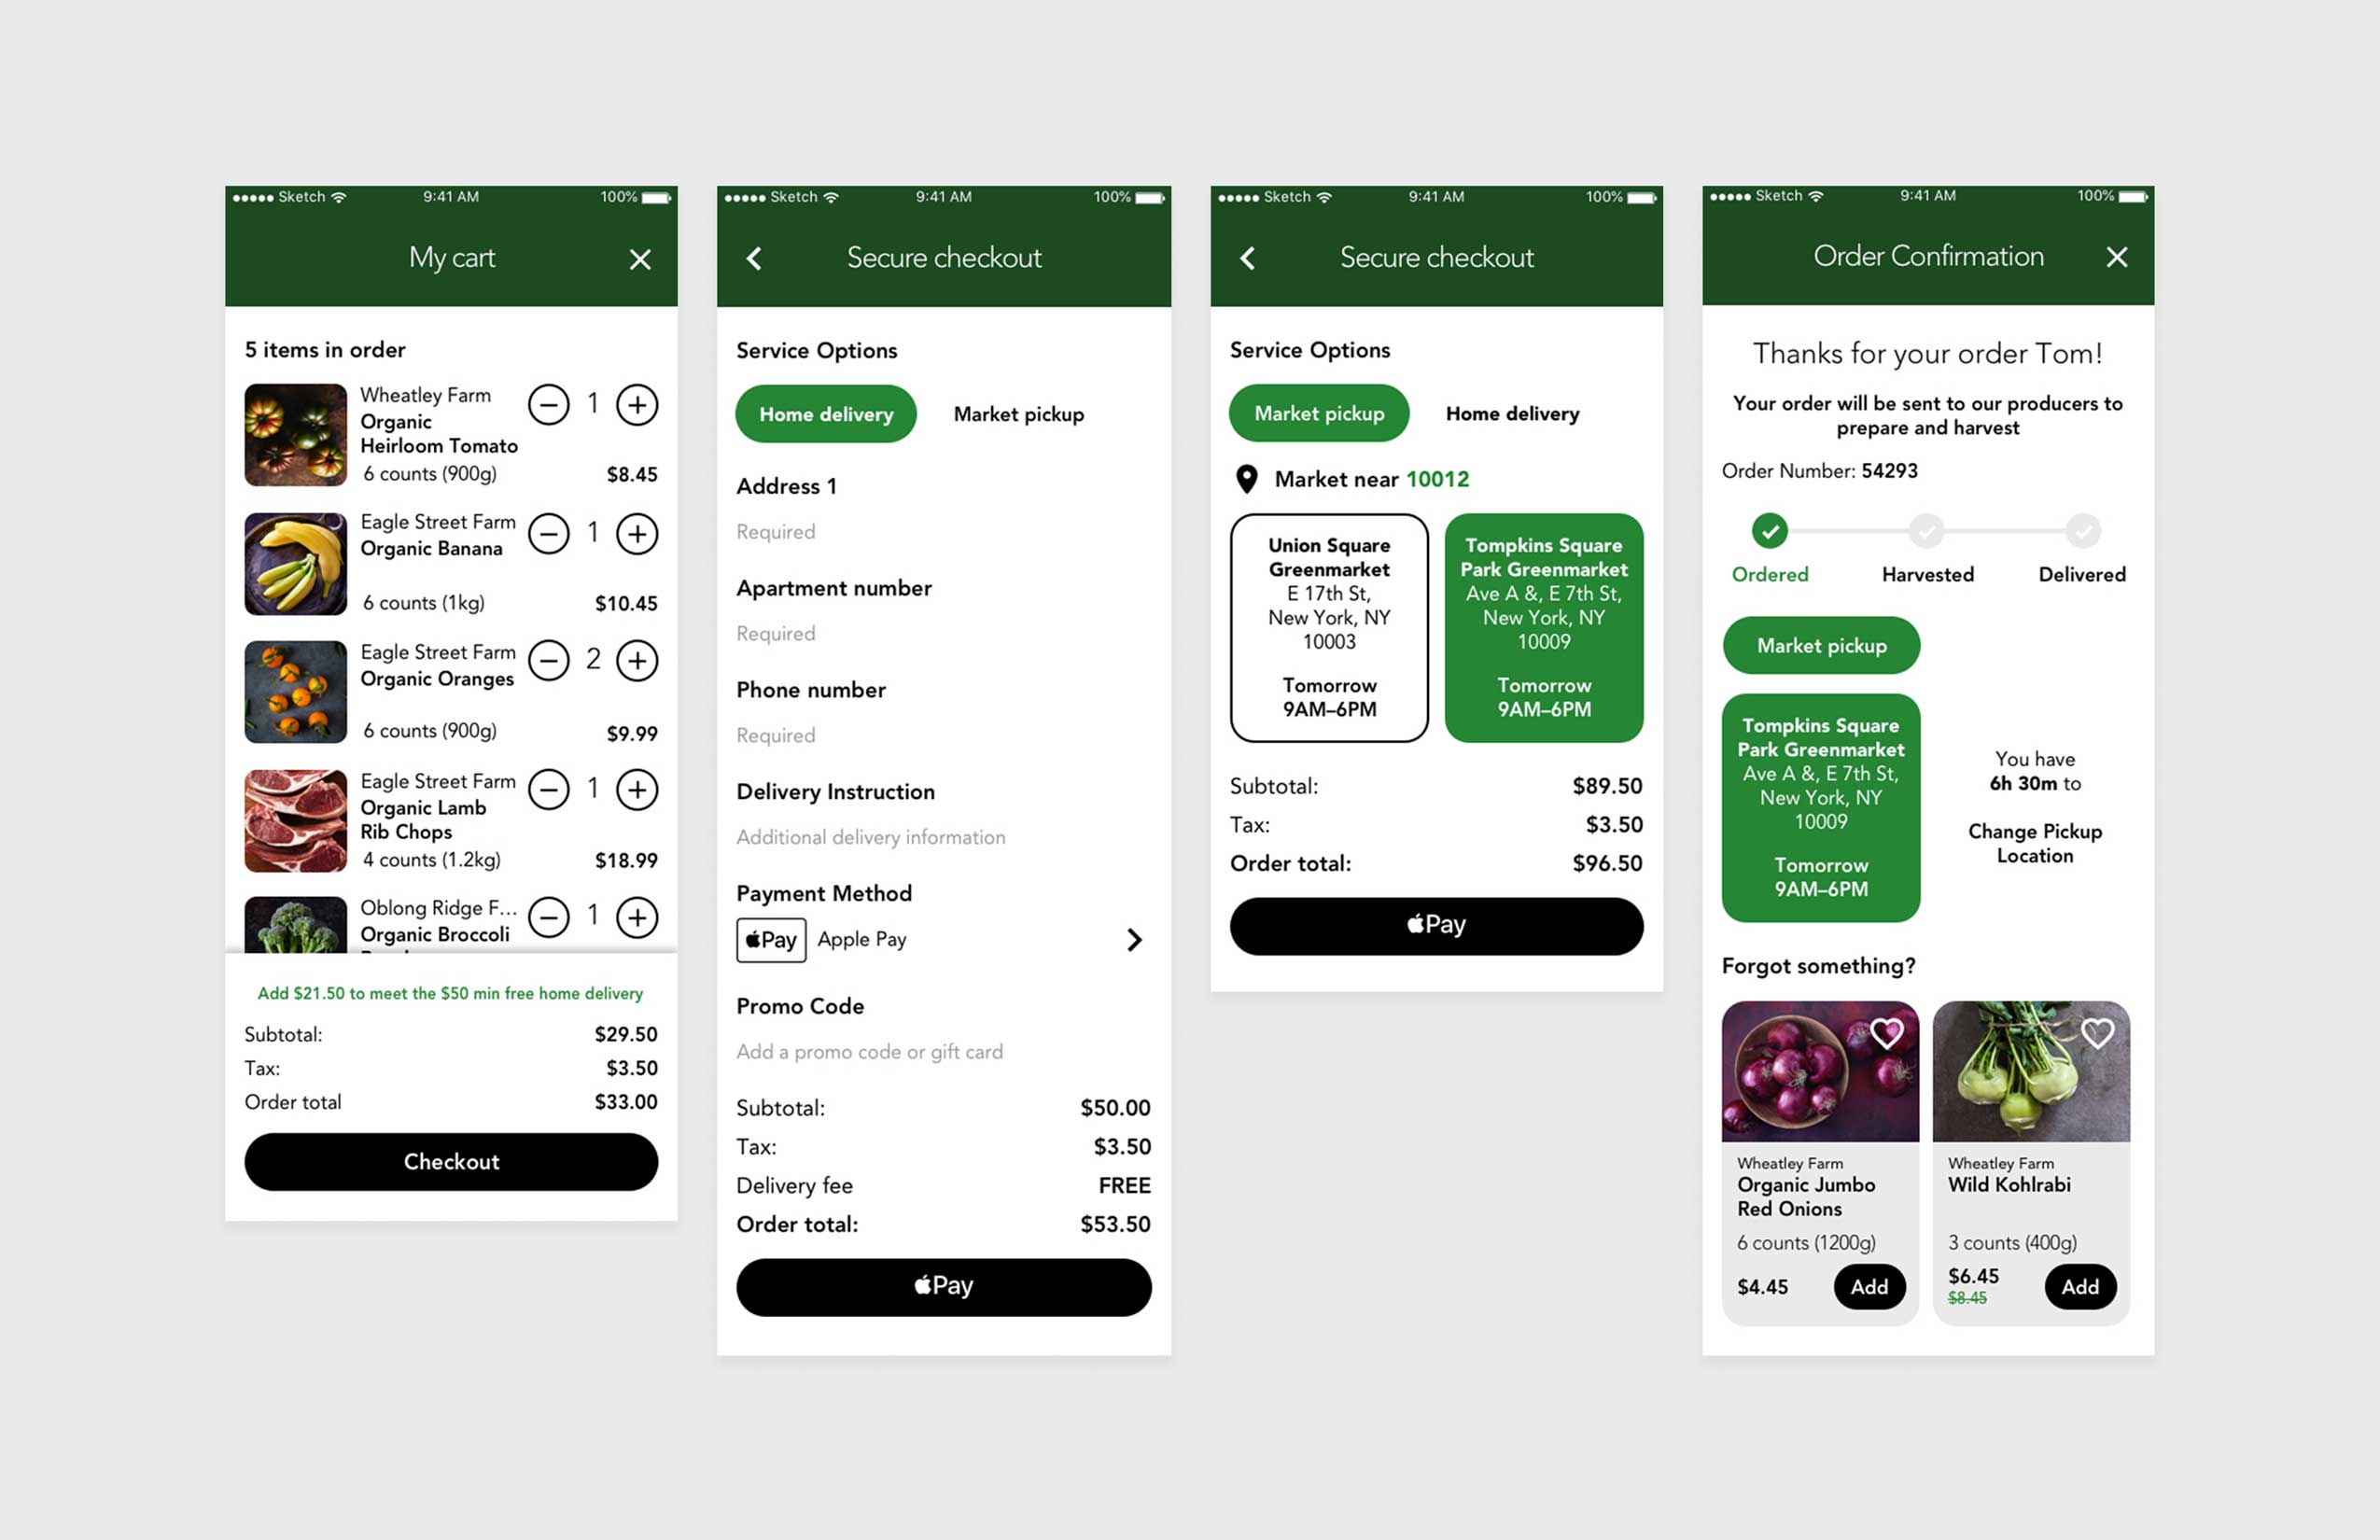 Sketch 9:41 AM 100%
My cart
5 items in order
Wheatley Farm
Organic
Heirloom Tomato
1
6 counts (900g)
$8.45
Eagle Street Farm
Organic Banana
1
6 counts (1kg)
$10.45
Eagle Street Farm
Organic Oranges
2
6 counts (900g)
$9.99
Eagle Street Farm
Organic Lamb
Rib Chops
1
4 counts (1.2kg)
$18.99
Oblong Ridge F...
Organic Broccoli
1
Add $21.50 to meet the $50 min free home delivery
Subtotal: $29.50
Tax: $3.50
Order total $33.00
Checkout
Sketch 9:41 AM 100%
Secure checkout
Service Options
Home delivery Market pickup
Address 1
Required
Apartment number
Required
Phone number
Required
Delivery Instruction
Additional delivery information
Payment Method
Pay Apple Pay
Promo Code
Add a promo code or gift card
Subtotal: $50.00
Tax: $3.50
Delivery fee FREE
Order total: $53.50
Pay
Sketch 9:41 AM 100%
Secure checkout
Service Options
Market pickup Home delivery
Market near 10012
Union Square
Greenmarket
E 17th St,
New York, NY
10003
Tomorrow
9AM–6PM
Tompkins Square
Park Greenmarket
Ave A &, E 7th St,
New York, NY
10009
Tomorrow
9AM–6PM
Subtotal: $89.50
Tax: $3.50
Order total: $96.50
Pay
Sketch 9:41 AM 100%
Order Confirmation
Thanks for your order Tom!
Your order will be sent to our producers to
prepare and harvest
Order Number: 54293
Ordered Harvested Delivered
Market pickup
Tompkins Square
Park Greenmarket
Ave A &, E 7th St,
New York, NY
10009
Tomorrow
9AM–6PM
You have
6h 30m to
Change Pickup
Location
Forgot something?
Wheatley Farm
Organic Jumbo
Red Onions
6 counts (1200g)
$4.45
Add
Wheatley Farm
Wild Kohlrabi
3 counts (400g)
$6.45
$8.45
Add